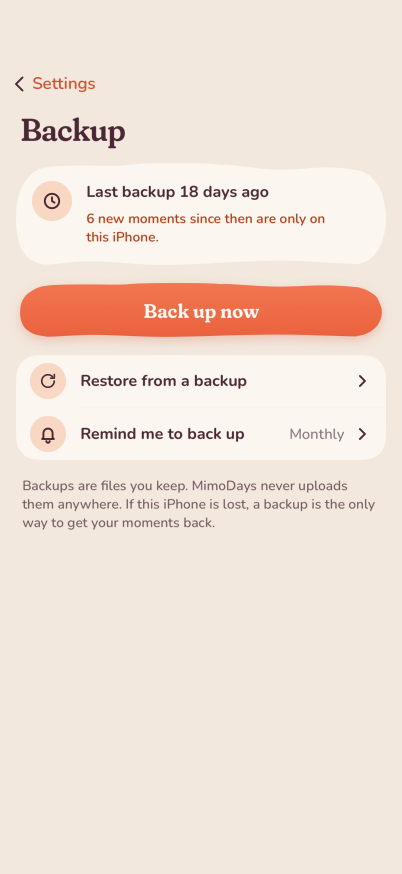 Settings
Backup
Last backup 18 days ago
6 new moments since then are only on
this iPhone.
Back up now
Restore from a backup
Remind me to back up Monthly
Backups are files you keep. MimoDays never uploads
them anywhere. If this iPhone is lost, a backup is the only
way to get your moments back.